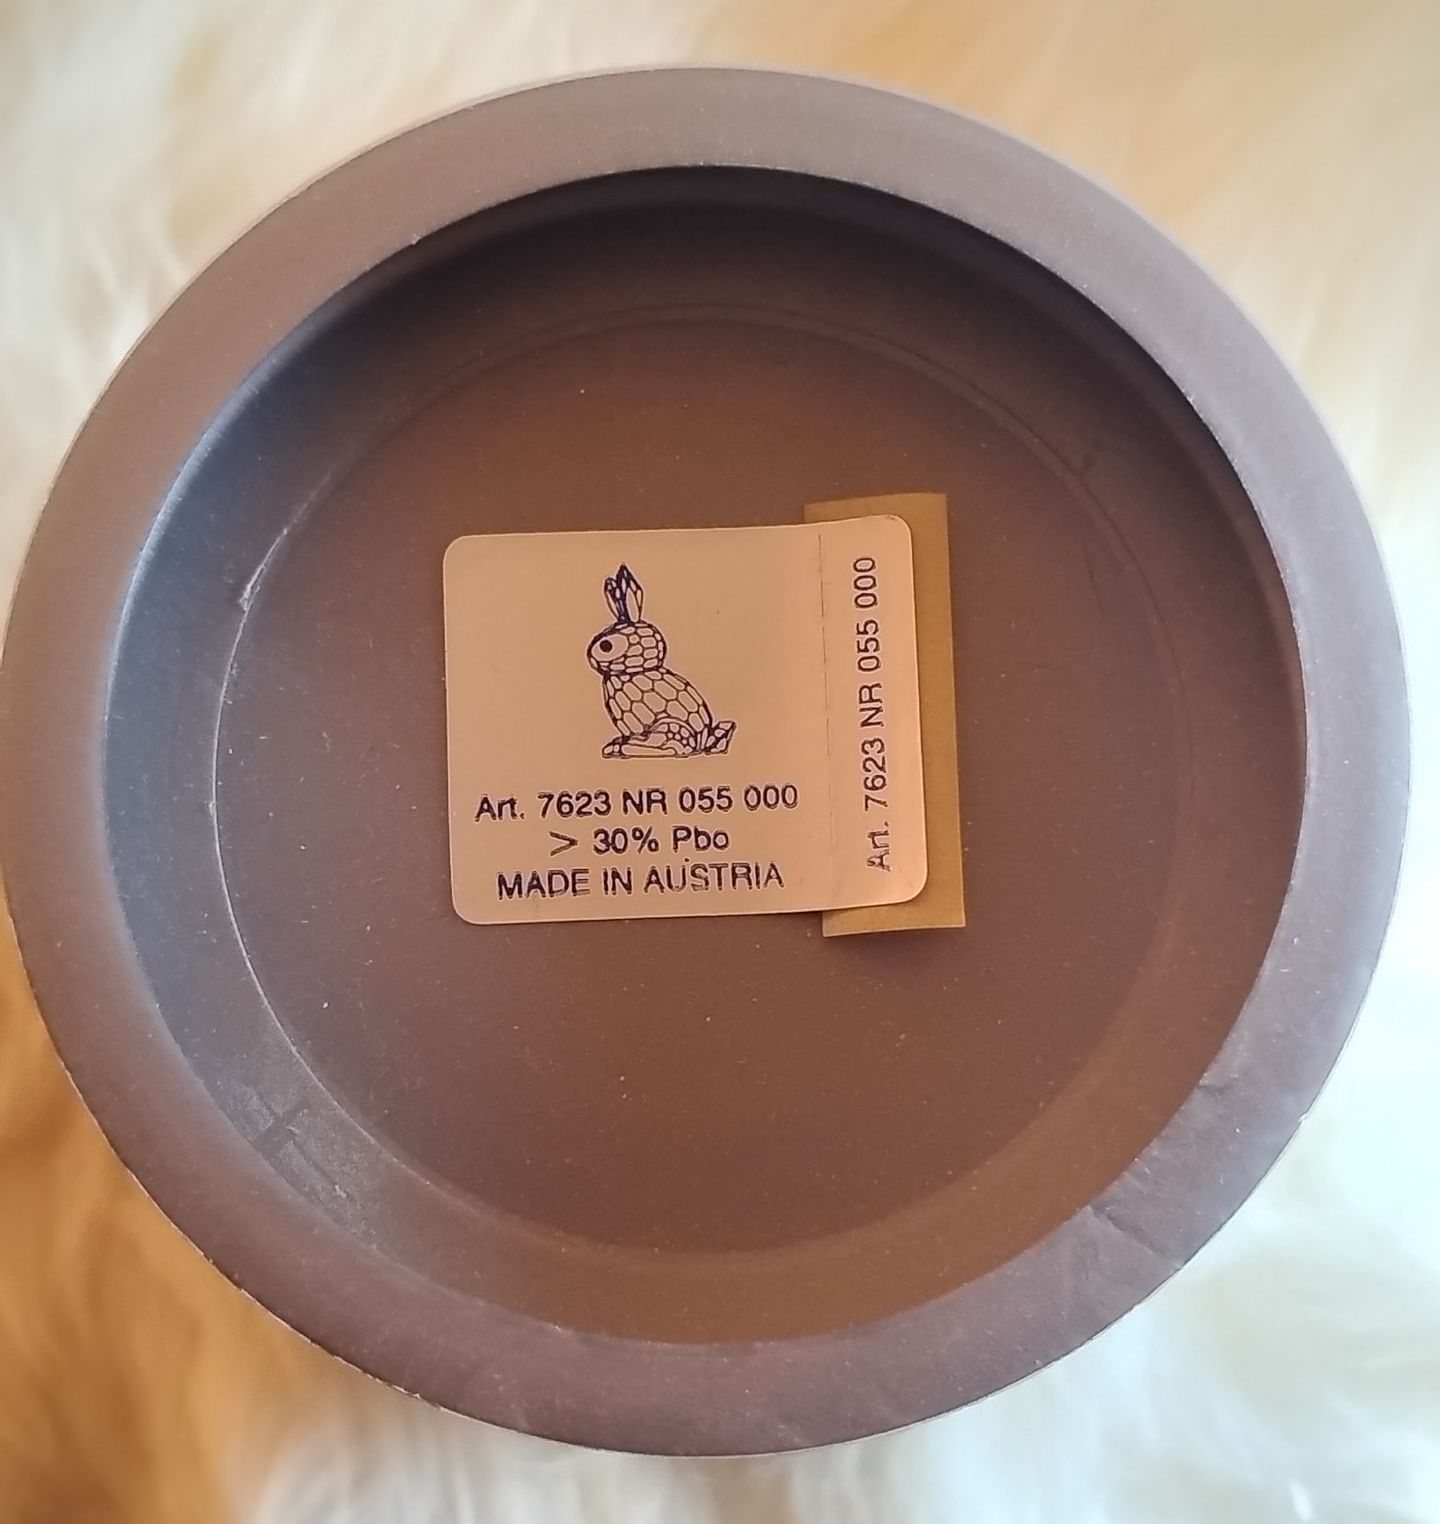 Art. 7623 NR 055 000
> 30% Pbo
MADE IN AUSTRIA
Art. 7623 NR 055 000